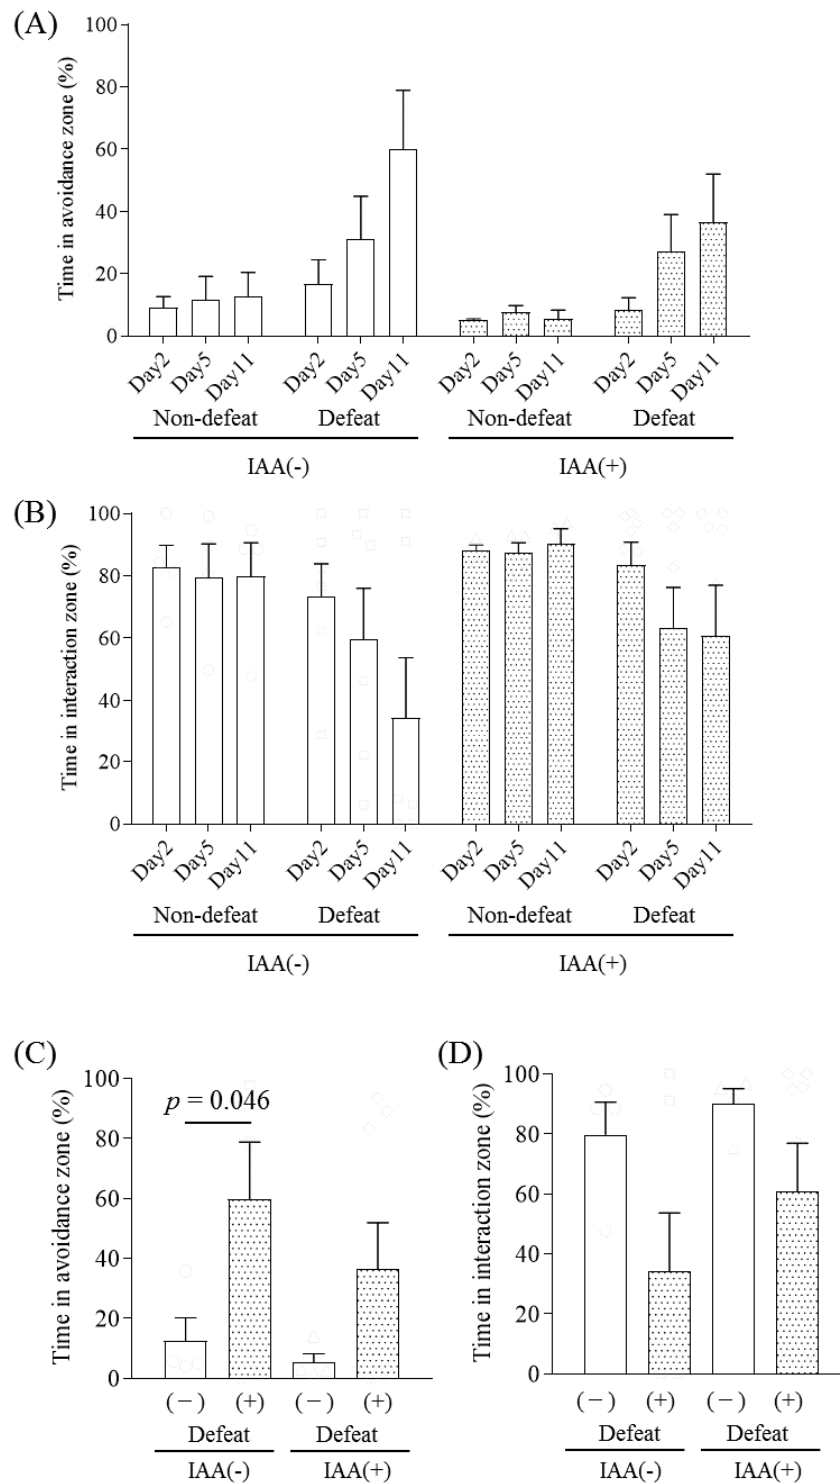 (A)
Time in avoidance zone (%)
100
80
60
40
20
0
Day2 Day5 Day11 Day2 Day5 Day11 Day2 Day5 Day11 Day2 Day5 Day11
Non-defeat Defeat Non-defeat Defeat
IAA(-) IAA(+)
(B)
Time in interaction zone (%)
100
80
60
40
20
0
Day2 Day5 Day11 Day2 Day5 Day11 Day2 Day5 Day11 Day2 Day5 Day11
Non-defeat Defeat Non-defeat Defeat
IAA(-) IAA(+)
(C)
Time in avoidance zone (%)
100
80
60
40
20
0
p = 0.046
(−) (+) (−) (+)
Defeat Defeat
IAA(-) IAA(+)
(D)
Time in interaction zone (%)
100
80
60
40
20
0
(−) (+) (−) (+)
Defeat Defeat
IAA(-) IAA(+)